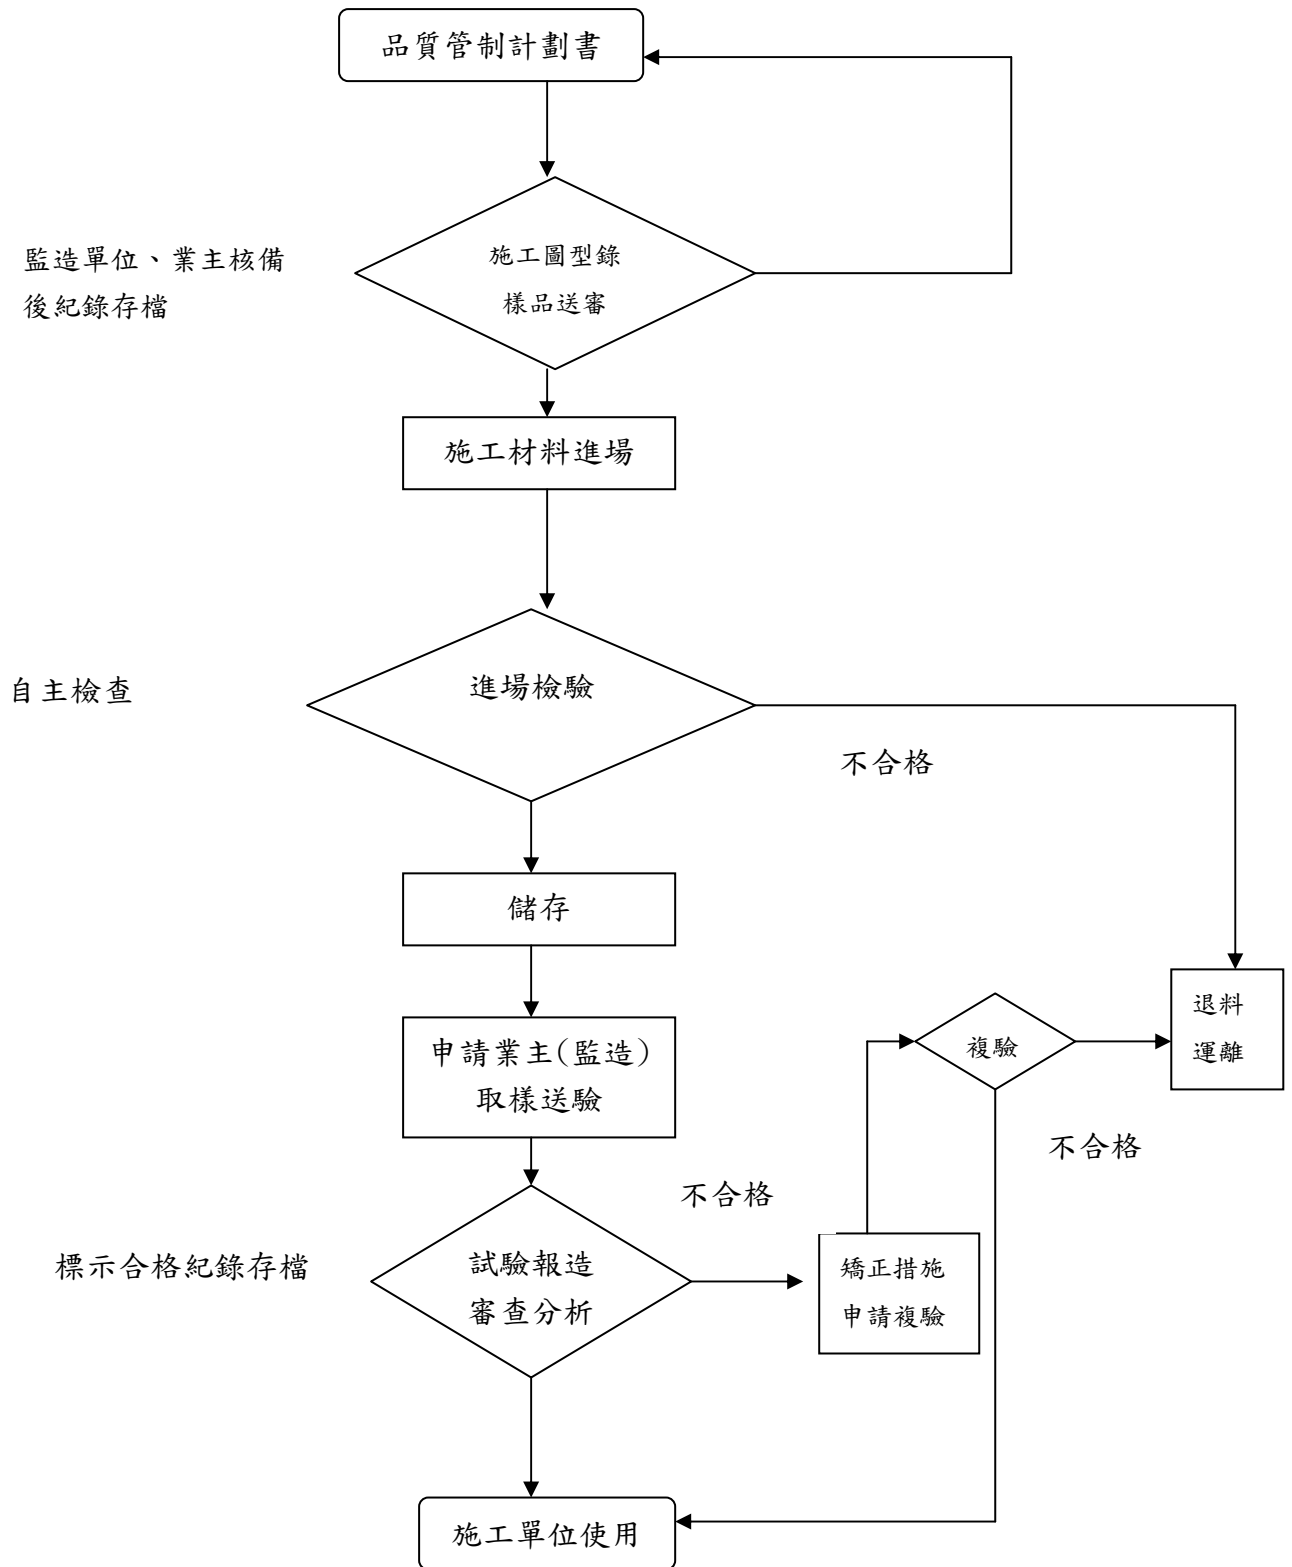 品質管制計劃書
監造單位、業主核備
後紀錄存檔
施工圖型錄
樣品送審
施工材料進場
自主檢查
進場檢驗
不合格
儲存
申請業主(監造)
取樣送驗
複驗
退料
運離
不合格
不合格
標示合格紀錄存檔
試驗報造
審查分析
矯正措施
申請複驗
施工單位使用